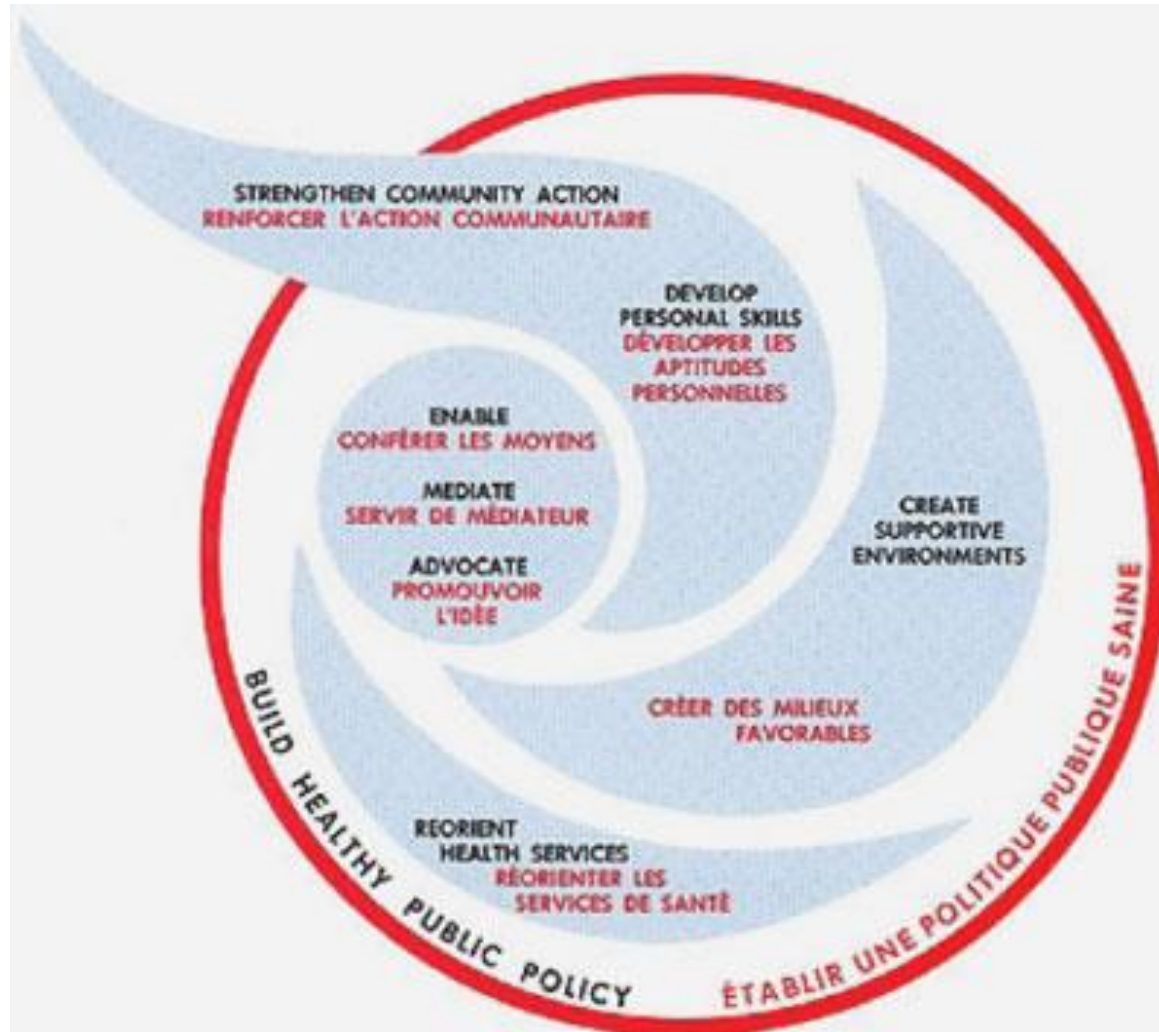 STRENGTHEN COMMUNITY ACTION
RENFORCER L'ACTION COMMUNAUTAIRE
DEVELOP
PERSONAL SKILLS
DÉVELOPPER LES
APTITUDES
PERSONNELLES
ENABLE
CONFÉRER LES MOYENS
MEDIATE
SERVIR DE MÉDIATEUR
ADVOCATE
PROMOUVOIR
L'IDÉE
CREATE
SUPPORTIVE
ENVIRONMENTS
CRÉER DES MILIEUX
FAVORABLES
REORIENT
HEALTH SERVICES
RÉORIENTER LES
SERVICES DE SANTÉ
BUILD HEALTHY PUBLIC POLICY
ÉTABLIR UNE POLITIQUE PUBLIQUE SAINE